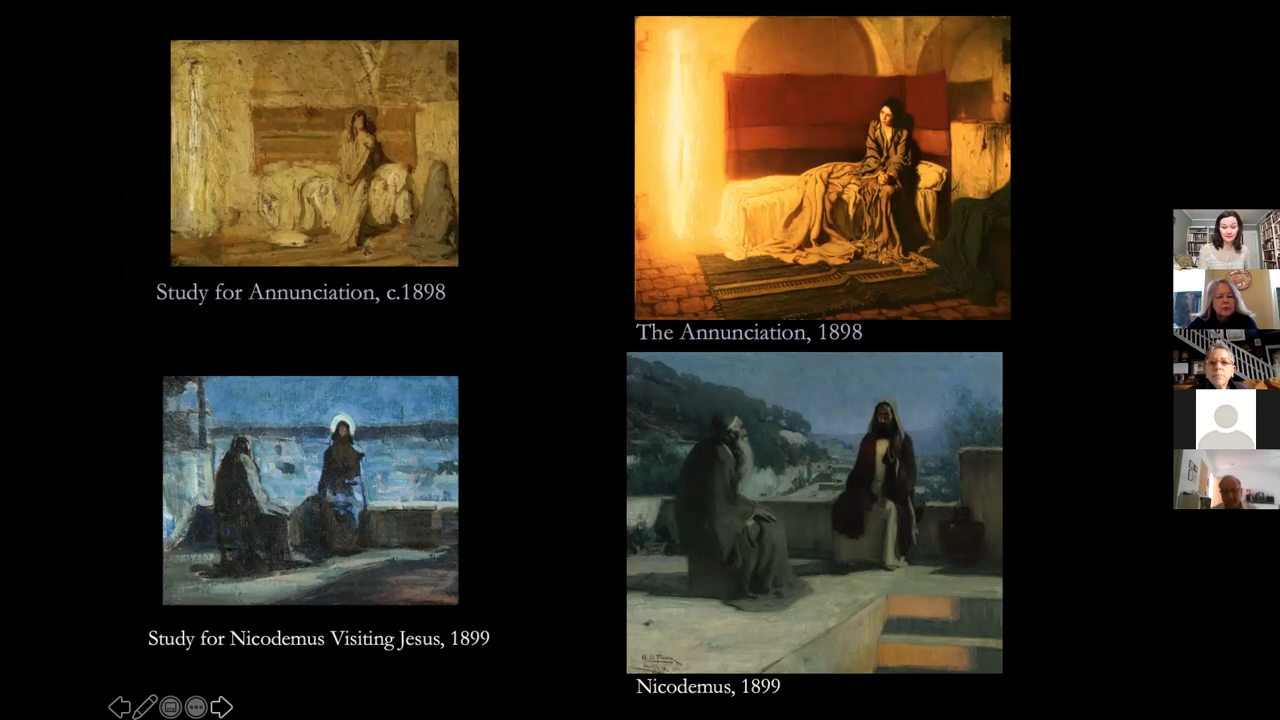 Study for Annunciation, c.1898
The Annunciation, 1898
Study for Nicodemus Visiting Jesus, 1899
Nicodemus, 1899